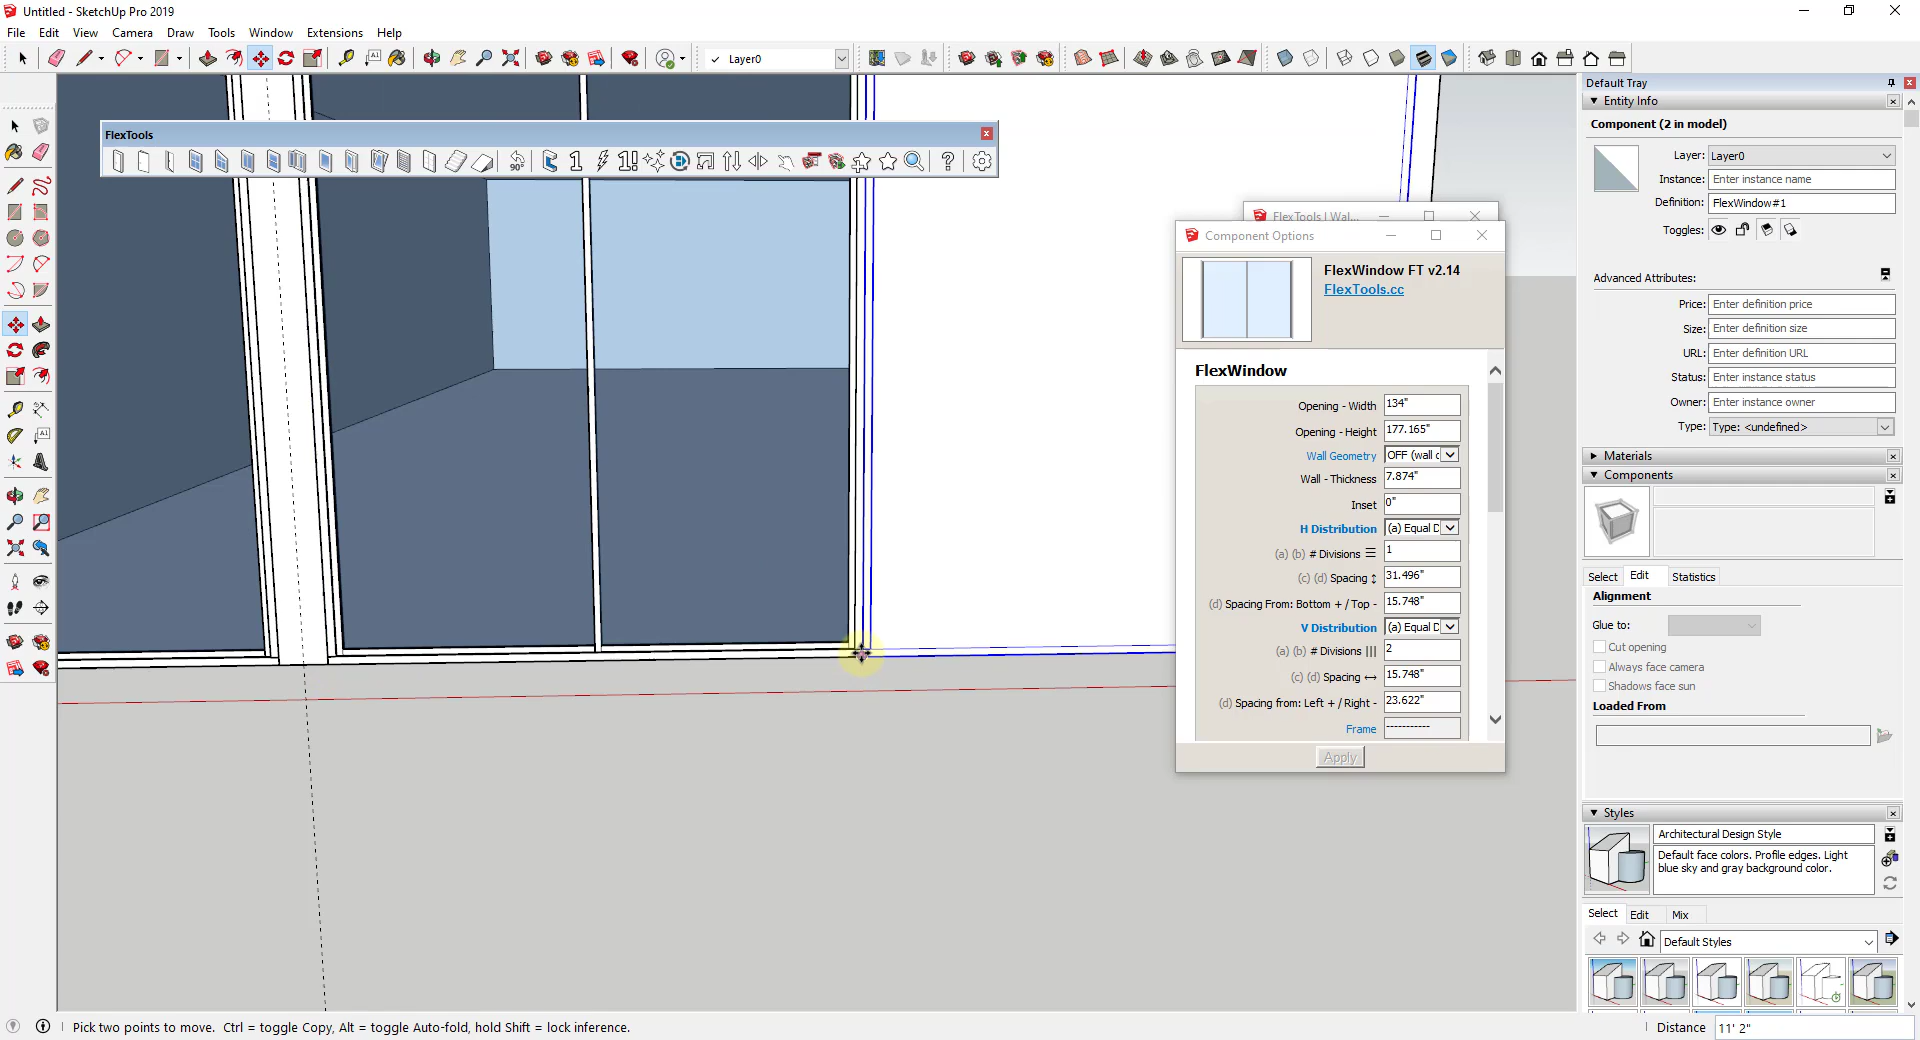 Untitled - SketchUp Pro 2019
File Edit View Camera Draw Tools Window Extensions Help
Layer0
FlexTools
90°
1 1!
FlexTools | Wal...
Component Options
FlexWindow FT v2.14
FlexTools.cc
FlexWindow
Opening - Width 134"
Opening - Height 177.165"
Wall Geometry OFF (wall c
Wall - Thickness 7.874"
Inset 0"
H Distribution (a) Equal D
(a) (b) # Divisions 1
(c) (d) Spacing 31.496"
(d) Spacing From: Bottom + / Top - 15.748"
V Distribution (a) Equal D
(a) (b) # Divisions 2
(c) (d) Spacing 15.748"
(d) Spacing from: Left + / Right - 23.622"
Frame -----------
Apply
Default Tray
Entity Info
Component (2 in model)
Layer: Layer0
Instance: Enter instance name
Definition: FlexWindow#1
Toggles:
Advanced Attributes:
Price: Enter definition price
Size: Enter definition size
URL: Enter definition URL
Status: Enter instance status
Owner: Enter instance owner
Type: Type: <undefined>
Materials
Components
Select Edit Statistics
Alignment
Glue to:
Cut opening
Always face camera
Shadows face sun
Loaded From
Styles
Architectural Design Style
Default face colors. Profile edges. Light
blue sky and gray background color.
Select Edit Mix
Default Styles
Pick two points to move. Ctrl = toggle Copy, Alt = toggle Auto-fold, hold Shift = lock inference.
Distance 11' 2"